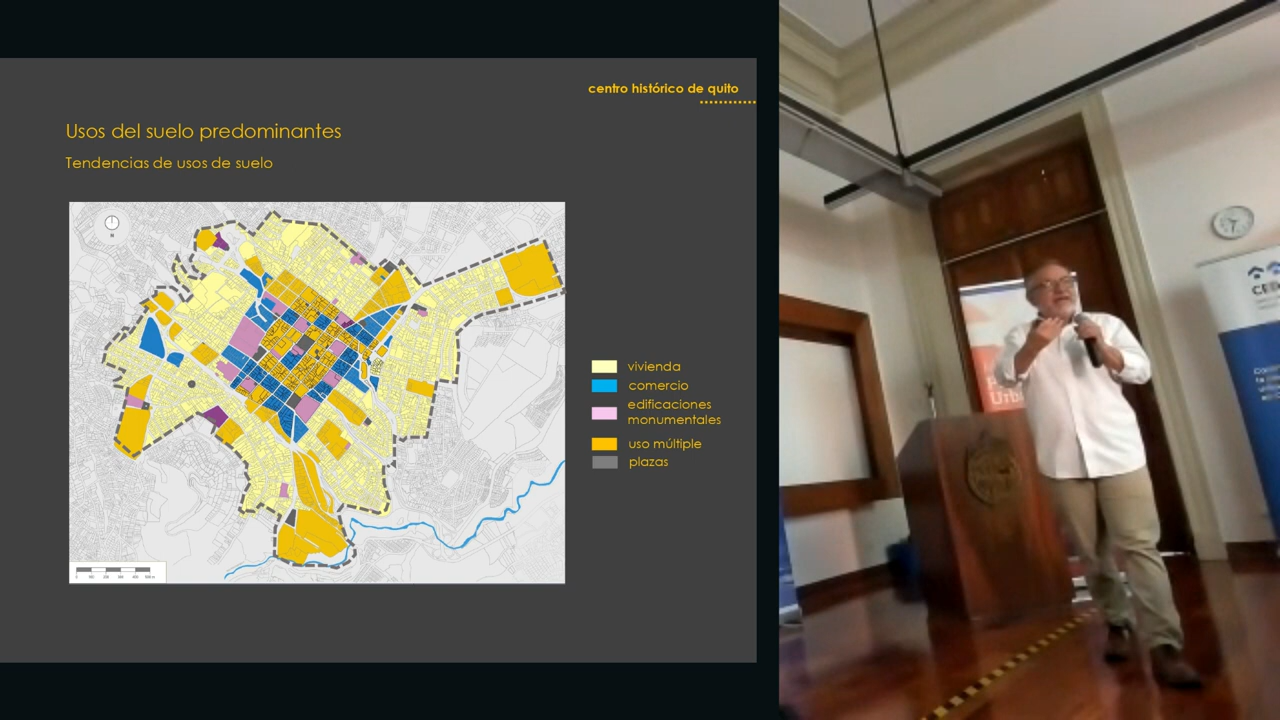 centro histórico de quito
Usos del suelo predominantes
Tendencias de usos de suelo
vivienda
comercio
edificaciones
monumentales
uso múltiple
plazas